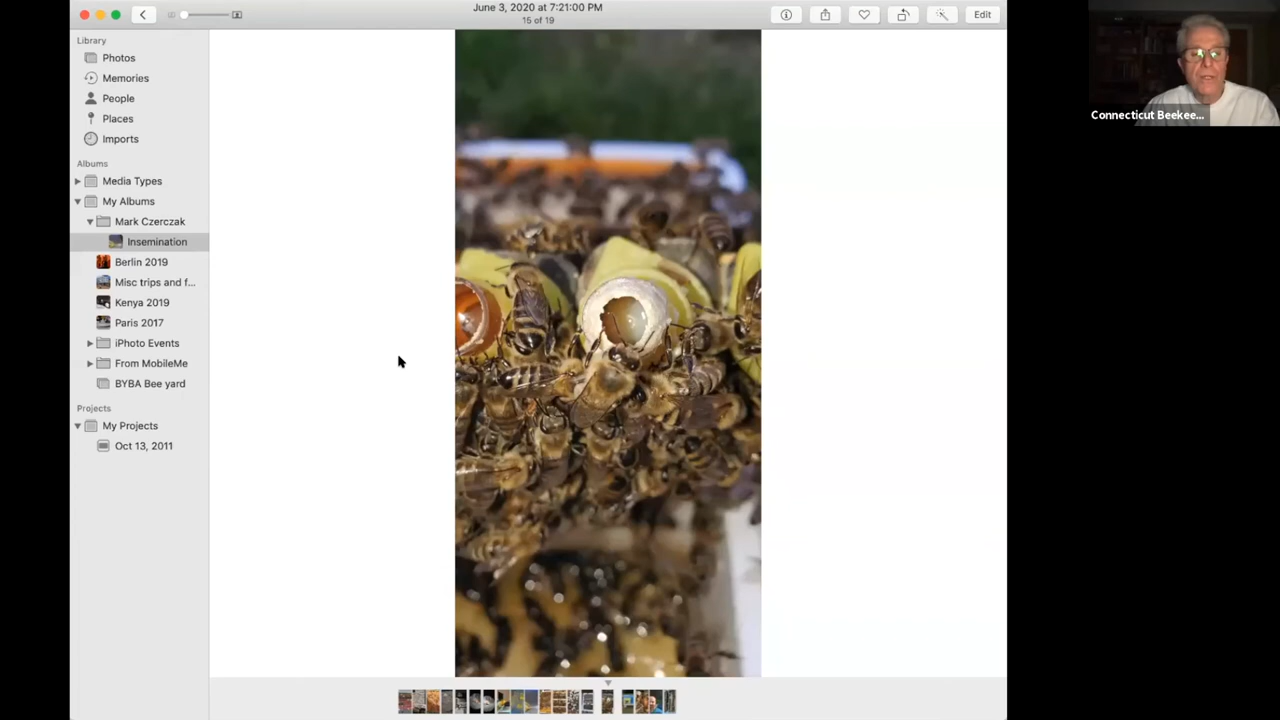 June 3, 2020 at 7:21:00 PM
15 of 19
Edit
Library
Photos
Memories
People
Places
Imports
Albums
Media Types
My Albums
Mark Czerczak
Insemination
Berlin 2019
Misc trips and f...
Kenya 2019
Paris 2017
iPhoto Events
From MobileMe
BYBA Bee yard
Projects
My Projects
Oct 13, 2011
Connecticut Beekee...